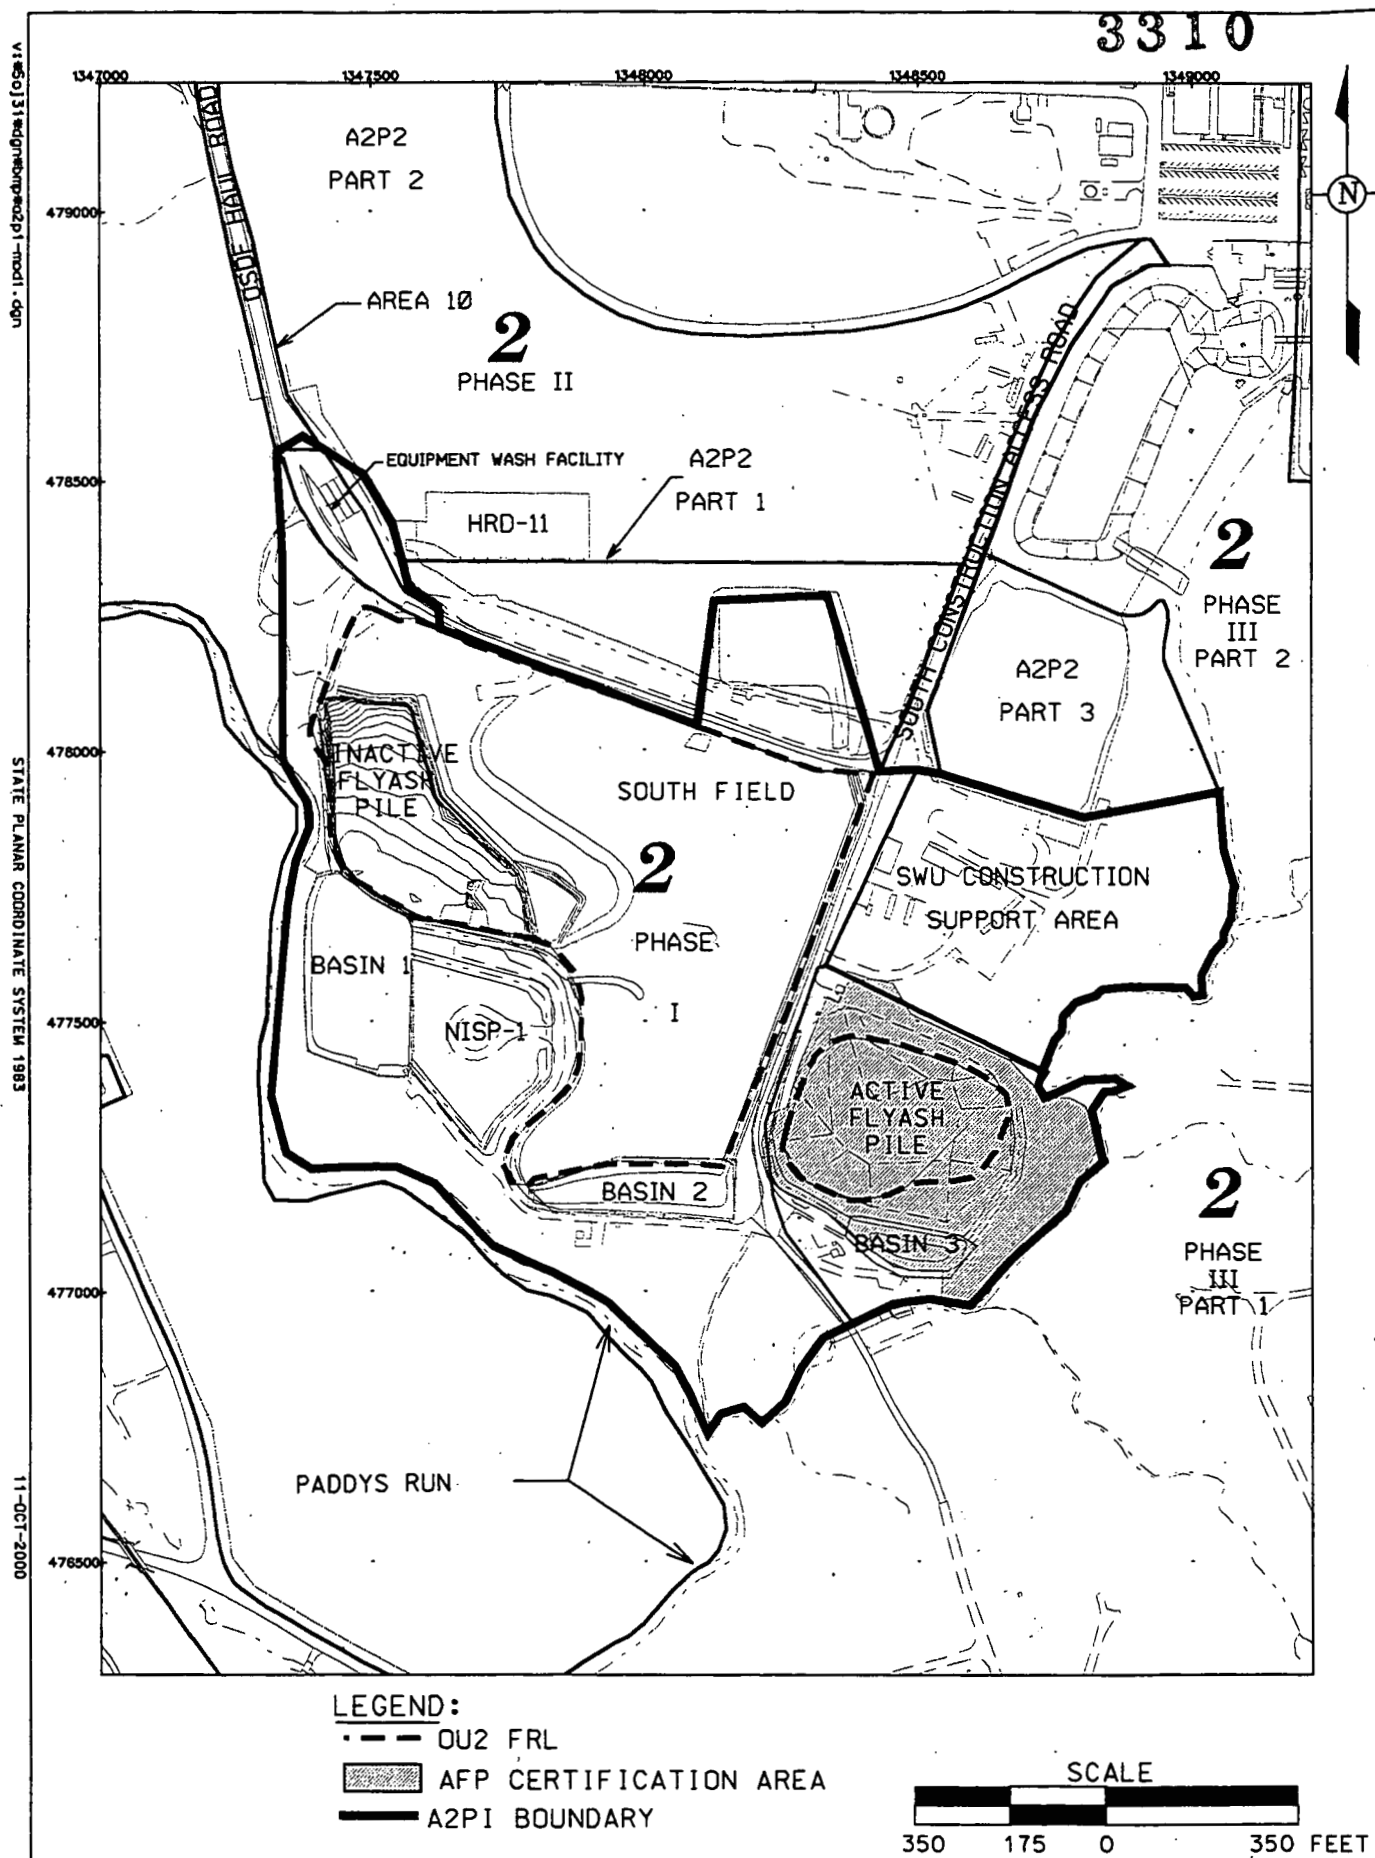 3310
1347000 1347500 1348000 1348500 1349000
N
479000
478500
478000
477500
477000
476500
OSDF HAUL ROAD
A2P2
PART 2
AREA 10
2
PHASE II
EQUIPMENT WASH FACILITY
A2P2
PART 1
HRD-11
SOUTH CONSTRUCTION ACCESS ROAD
2
PHASE
III
PART 2
A2P2
PART 3
INACTIVE
FLYASH
PILE
SOUTH FIELD
2
PHASE
I
SWU CONSTRUCTION
SUPPORT AREA
BASIN 1
NISP-1
ACTIVE
FLYASH
PILE
BASIN 2
BASIN 3
2
PHASE
III
PART 1
PADDYS RUN
STATE PLANAR COORDINATE SYSTEM 1983
11-OCT-2000
LEGEND:
OU2 FRL
AFP CERTIFICATION AREA
A2PI BOUNDARY
SCALE
350 175 0 350 FEET